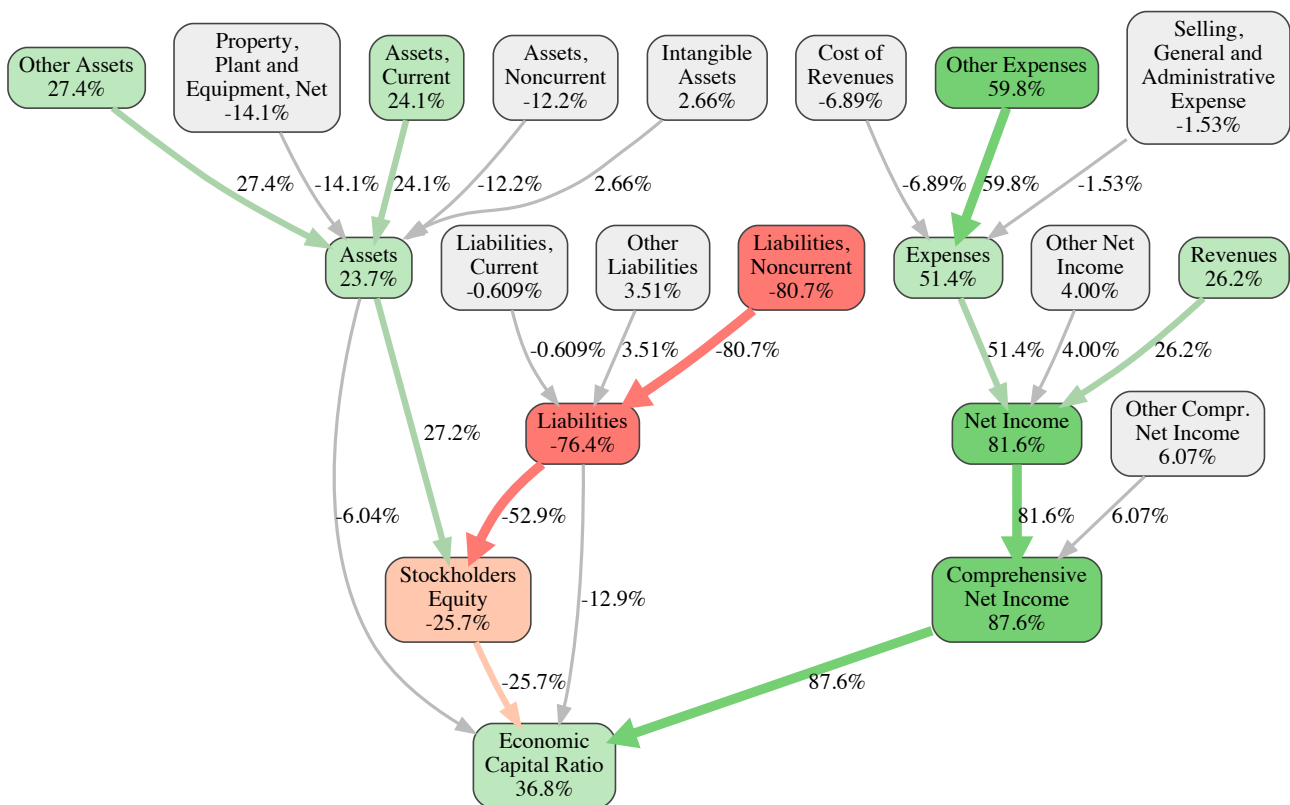 Other Assets
27.4%
Property,
Plant and
Equipment, Net
-14.1%
Assets,
Current
24.1%
Assets,
Noncurrent
-12.2%
Intangible
Assets
2.66%
Cost of
Revenues
-6.89%
Other Expenses
59.8%
Selling,
General and
Administrative
Expense
-1.53%
27.4%
-14.1%
24.1%
-12.2%
2.66%
-6.89%
59.8%
-1.53%
Assets
23.7%
Liabilities,
Current
-0.609%
Other
Liabilities
3.51%
Liabilities,
Noncurrent
-80.7%
Expenses
51.4%
Other Net
Income
4.00%
Revenues
26.2%
-0.609%
3.51%
-80.7%
51.4%
4.00%
26.2%
27.2%
Liabilities
-76.4%
Net Income
81.6%
Other Compr.
Net Income
6.07%
-6.04%
-52.9%
81.6%
6.07%
Stockholders
Equity
-25.7%
-12.9%
Comprehensive
Net Income
87.6%
-25.7%
87.6%
Economic
Capital Ratio
36.8%